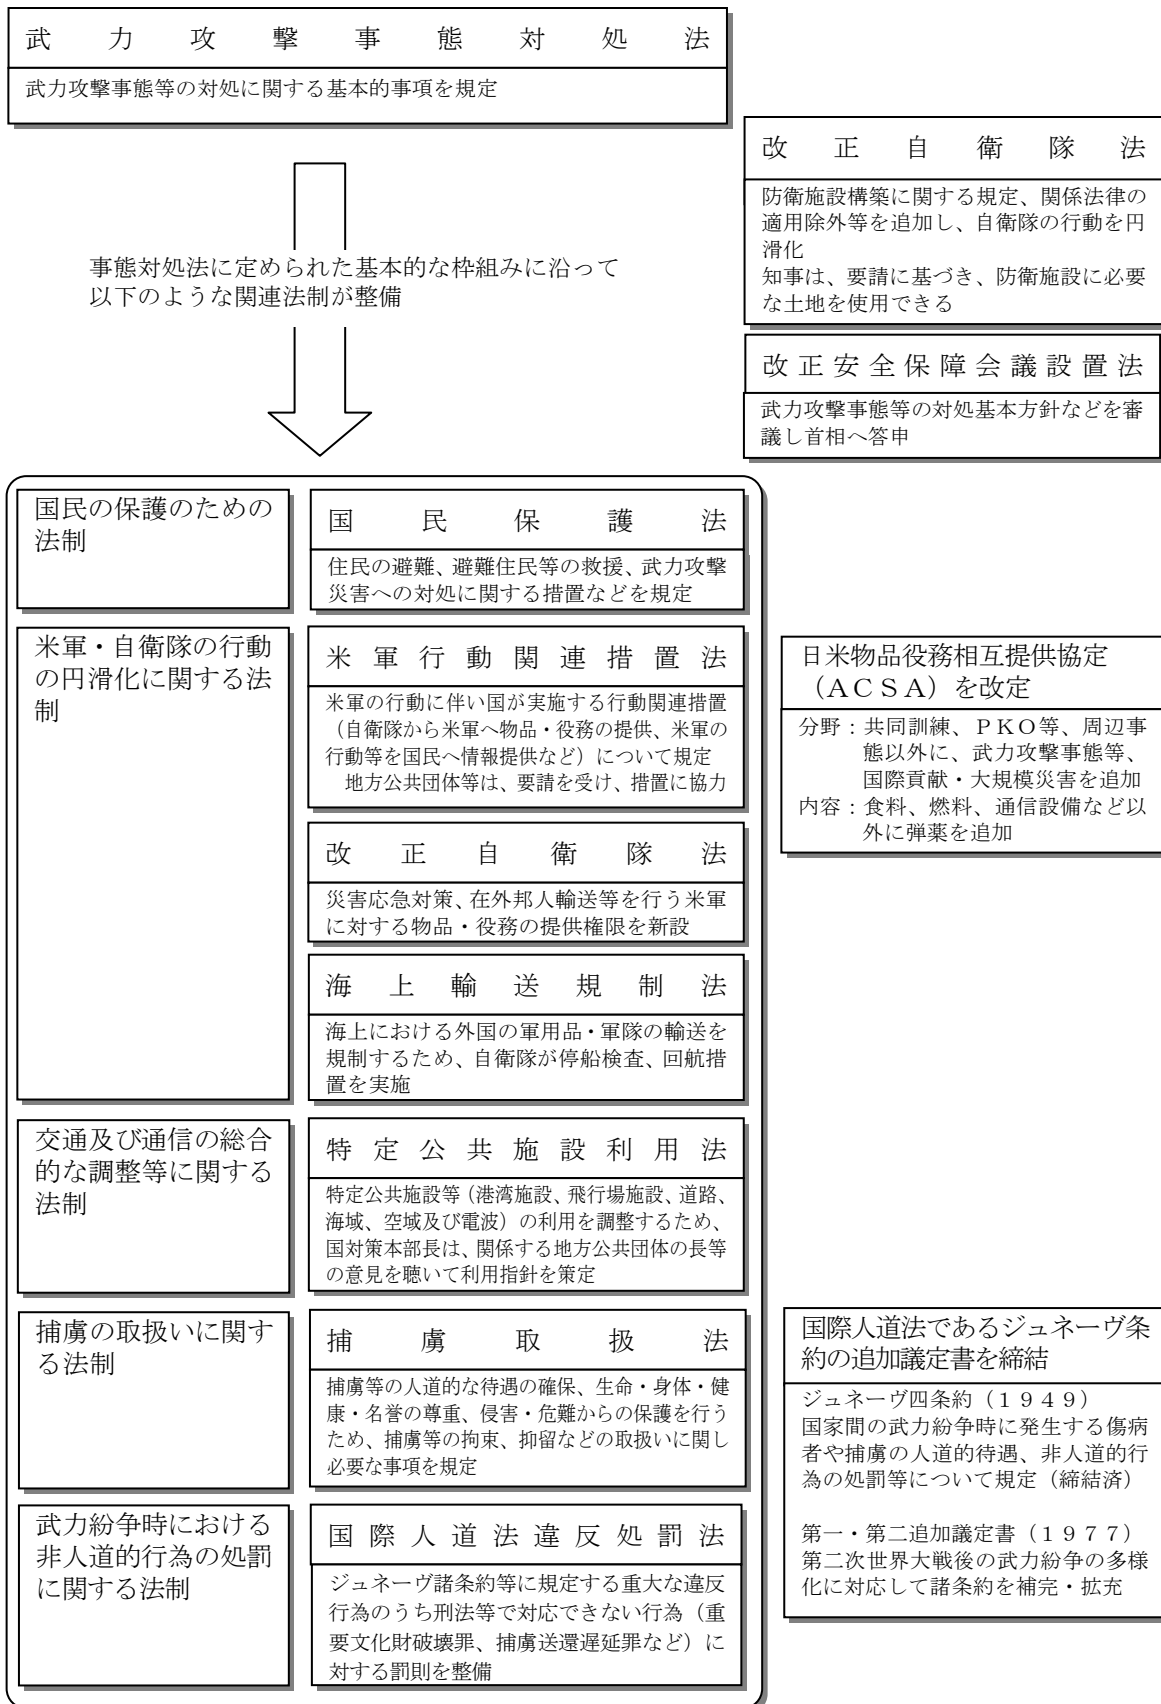 武力攻撃事態対処法
武力攻撃事態等の対処に関する基本的事項を規定
改正自衛隊法
防衛施設構築に関する規定、関係法律の
適用除外等を追加し、自衛隊の行動を円
滑化
知事は、要請に基づき、防衛施設に必要
な土地を使用できる
事態対処法に定められた基本的な枠組みに沿って
以下のような関連法制が整備
改正安全保障会議設置法
武力攻撃事態等の対処基本方針などを審
議し首相へ答申
国民の保護のための
法制
国民保護法
住民の避難、避難住民等の救援、武力攻撃
災害への対処に関する措置などを規定
米軍・自衛隊の行動
の円滑化に関する法
制
米軍行動関連措置法
米軍の行動に伴い国が実施する行動関連措置
（自衛隊から米軍へ物品・役務の提供、米軍の
行動等を国民へ情報提供など）について規定
地方公共団体等は、要請を受け、措置に協力
日米物品役務相互提供協定
（ＡＣＳＡ）を改定
分野：共同訓練、ＰＫＯ等、周辺事
態以外に、武力攻撃事態等、
国際貢献・大規模災害を追加
内容：食料、燃料、通信設備など以
外に弾薬を追加
改正自衛隊法
災害応急対策、在外邦人輸送等を行う米軍
に対する物品・役務の提供権限を新設
海上輸送規制法
海上における外国の軍用品・軍隊の輸送を
規制するため、自衛隊が停船検査、回航措
置を実施
交通及び通信の総合
的な調整等に関する
法制
特定公共施設利用法
特定公共施設等（港湾施設、飛行場施設、道路、
海域、空域及び電波）の利用を調整するため、
国対策本部長は、関係する地方公共団体の長等
の意見を聴いて利用指針を策定
捕虜の取扱いに関す
る法制
捕虜取扱法
捕虜等の人道的な待遇の確保、生命・身体・健
康・名誉の尊重、侵害・危難からの保護を行う
ため、捕虜等の拘束、抑留などの取扱いに関し
必要な事項を規定
国際人道法であるジュネーヴ条
約の追加議定書を締結
ジュネーヴ四条約（１９４９）
国家間の武力紛争時に発生する傷病
者や捕虜の人道的待遇、非人道的行
為の処罰等について規定（締結済）
第一・第二追加議定書（１９７７）
第二次世界大戦後の武力紛争の多様
化に対応して諸条約を補完・拡充
武力紛争時における
非人道的行為の処罰
に関する法制
国際人道法違反処罰法
ジュネーヴ諸条約等に規定する重大な違反
行為のうち刑法等で対応できない行為（重
要文化財破壊罪、捕虜送還遅延罪など）に
対する罰則を整備